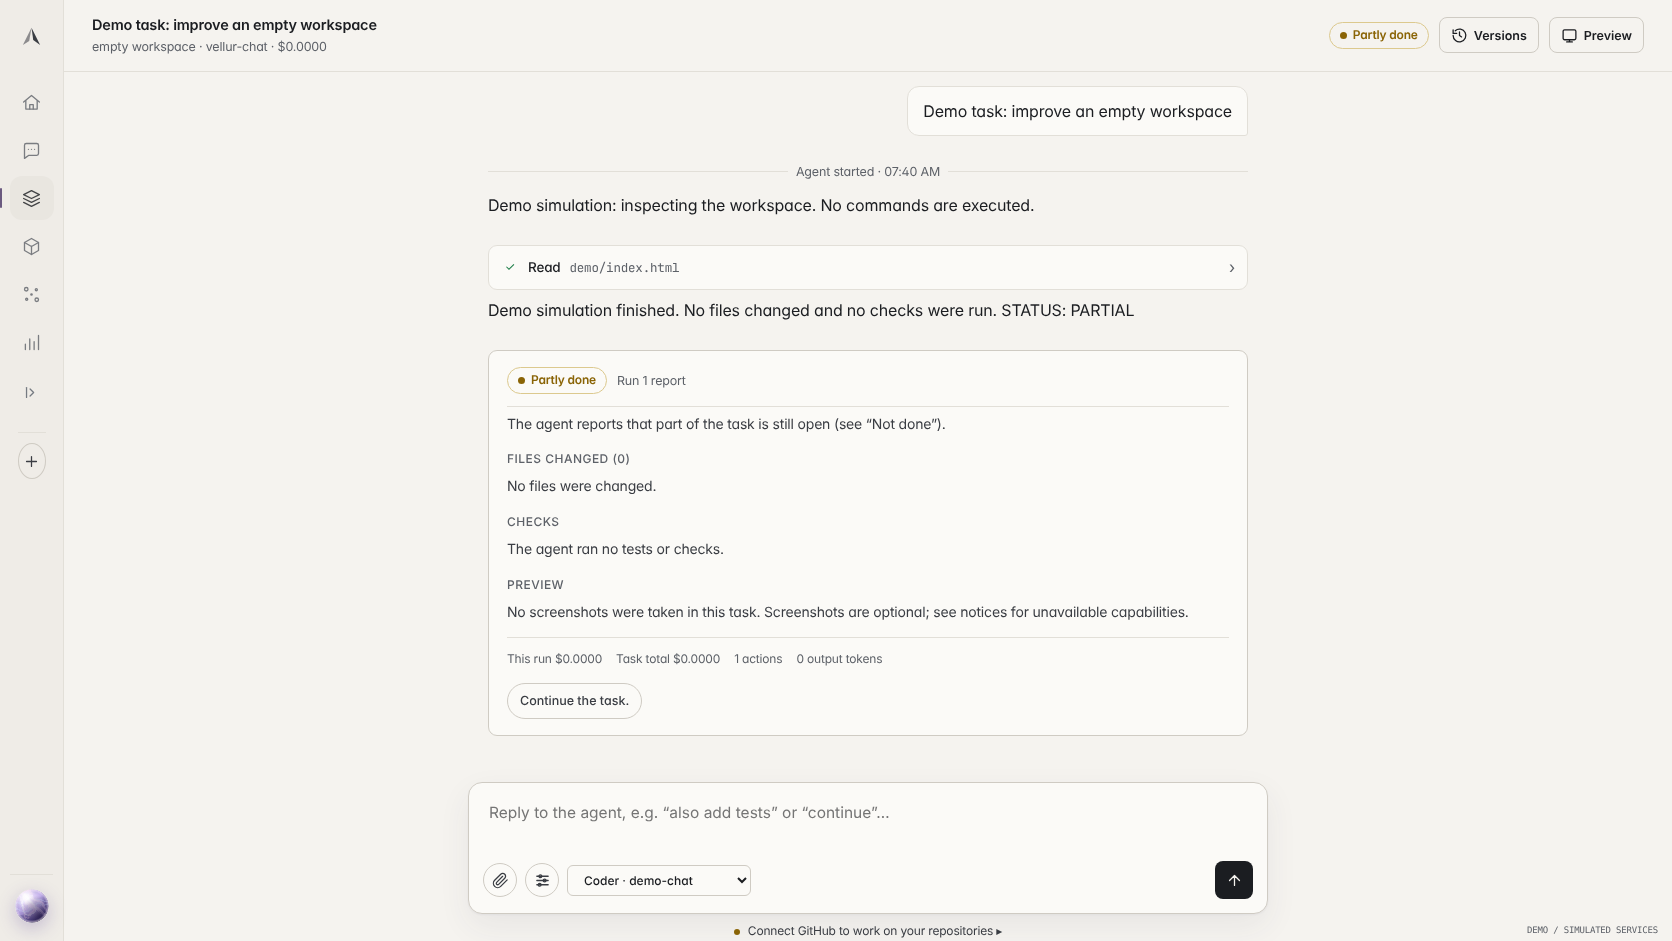 Demo task: improve an empty workspace
empty workspace · vellur-chat · $0.0000
Partly done
Versions
Preview
Demo task: improve an empty workspace
Agent started · 07:40 AM
Demo simulation: inspecting the workspace. No commands are executed.
Read demo/index.html
Demo simulation finished. No files changed and no checks were run. STATUS: PARTIAL
Partly done Run 1 report
The agent reports that part of the task is still open (see “Not done”).
FILES CHANGED (0)
No files were changed.
CHECKS
The agent ran no tests or checks.
PREVIEW
No screenshots were taken in this task. Screenshots are optional; see notices for unavailable capabilities.
This run $0.0000 Task total $0.0000 1 actions 0 output tokens
Continue the task.
Reply to the agent, e.g. “also add tests” or “continue”…
Coder · demo-chat
Connect GitHub to work on your repositories ▸
DEMO / SIMULATED SERVICES